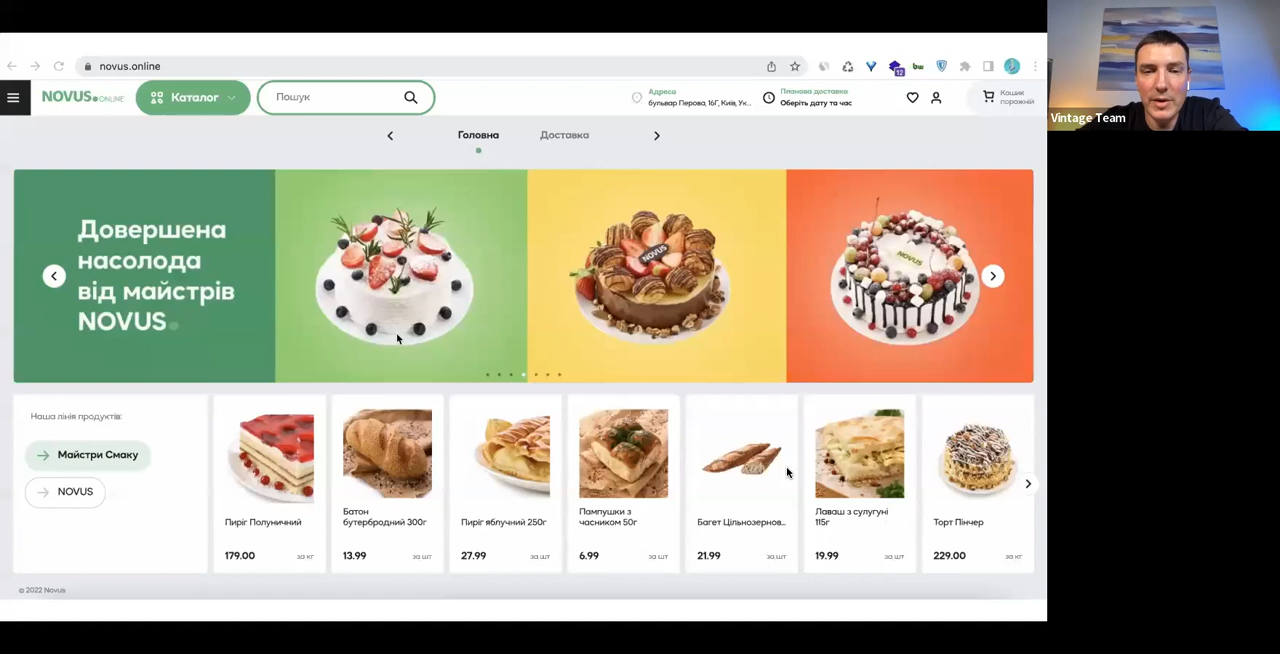 novus.online
12
bw
NOVUS.ONLINE
Каталог
Пошук
Адреса
бульвар Перова, 16Г, Київ, Ук...
Планова доставка
Оберіть дату та час
Кошик
порожній
Vintage Team
Головна
Доставка
Довершена
насолода
від майстрів
NOVUS
NOVUS
NOVUS
Наша лінія продуктів:
Майстри Смаку
NOVUS
Пиріг Полуничний
179.00 за кг
Батон
бутербродний 300г
13.99 за шт
Пиріг яблучний 250г
27.99 за шт
Пампушки з
часником 50г
6.99 за шт
Багет Цільнозернов...
21.99 за шт
Лаваш з сулугуні
115г
19.99 за шт
Торт Пінчер
229.00 за кг
© 2022 Novus